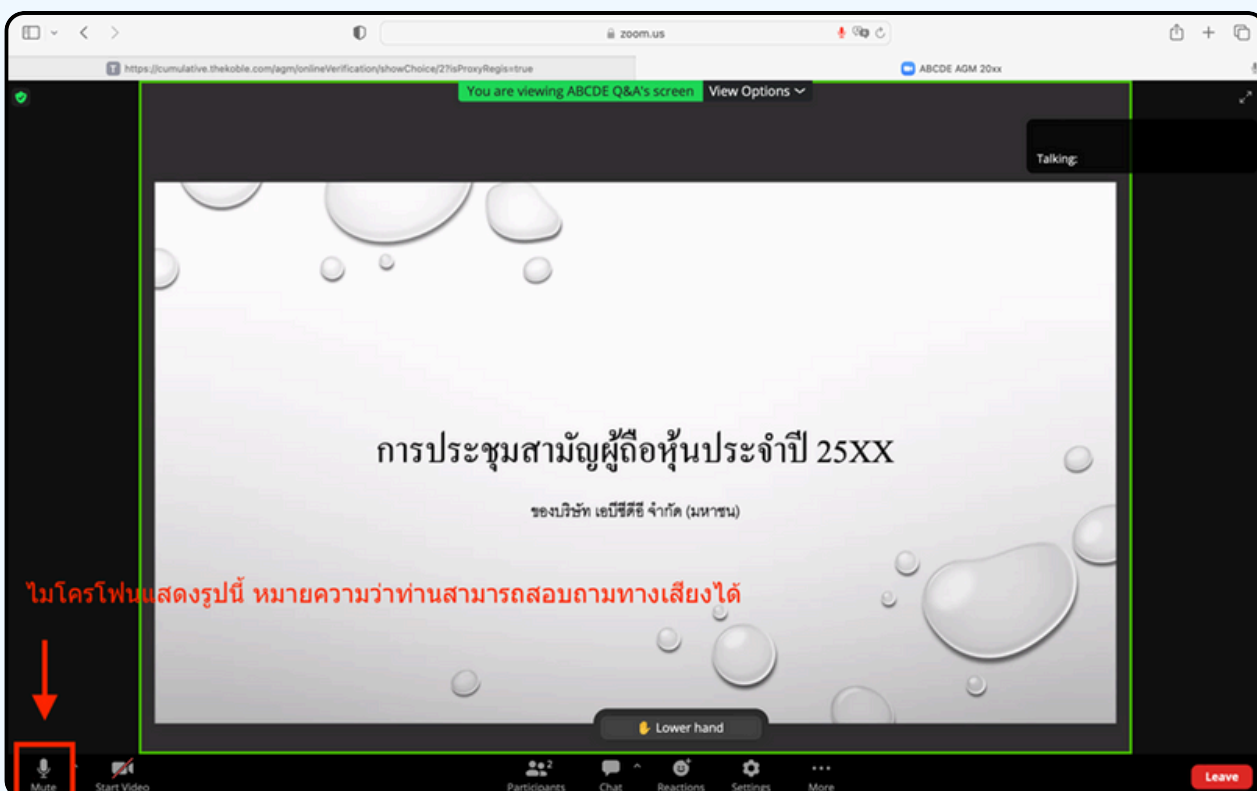 zoom.us
https://cumulative.thekoble.com/agm/onlineVerification/showChoice/2?isProxyRegis=true
ABCDE AGM 20xx
You are viewing ABCDE Q&A's screen View Options
Talking:
การประชุมสามัญผู้ถือหุ้นประจำปี 25XX
ของบริษัท เอบีซีดีอี จำกัด (มหาชน)
ไมโครโฟนแสดงรูปนี้ หมายความว่าท่านสามารถสอบถามทางเสียงได้
Lower hand
2
Mute Start Video Participants Chat Reactions Settings More Leave